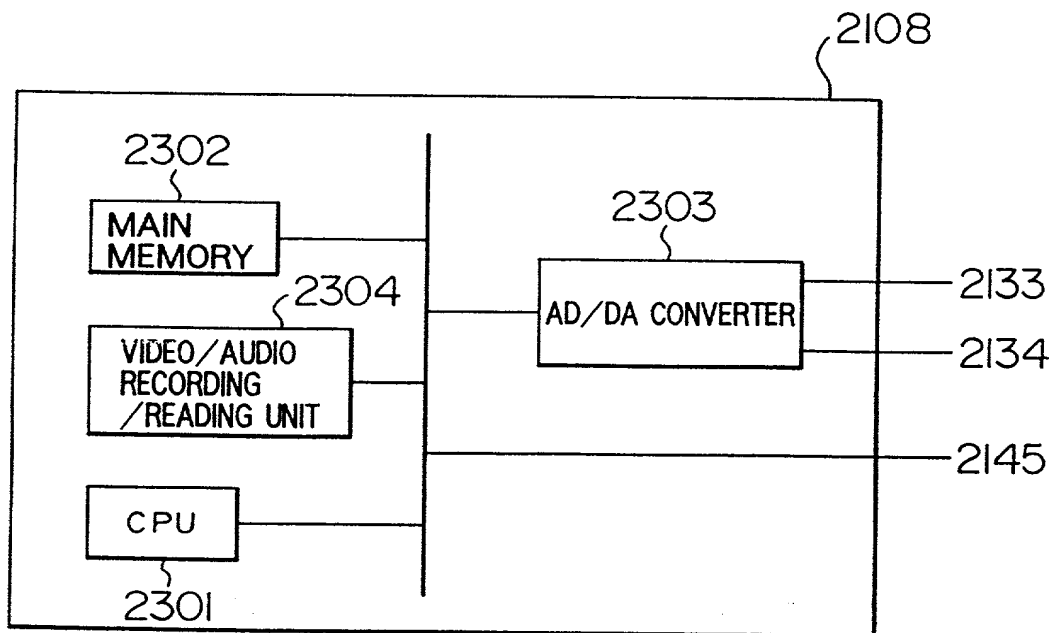 2108
2302
MAIN
MEMORY
2303
AD/DA CONVERTER
2133
2134
2304
VIDEO/AUDIO
RECORDING
/READING UNIT
2145
CPU
2301